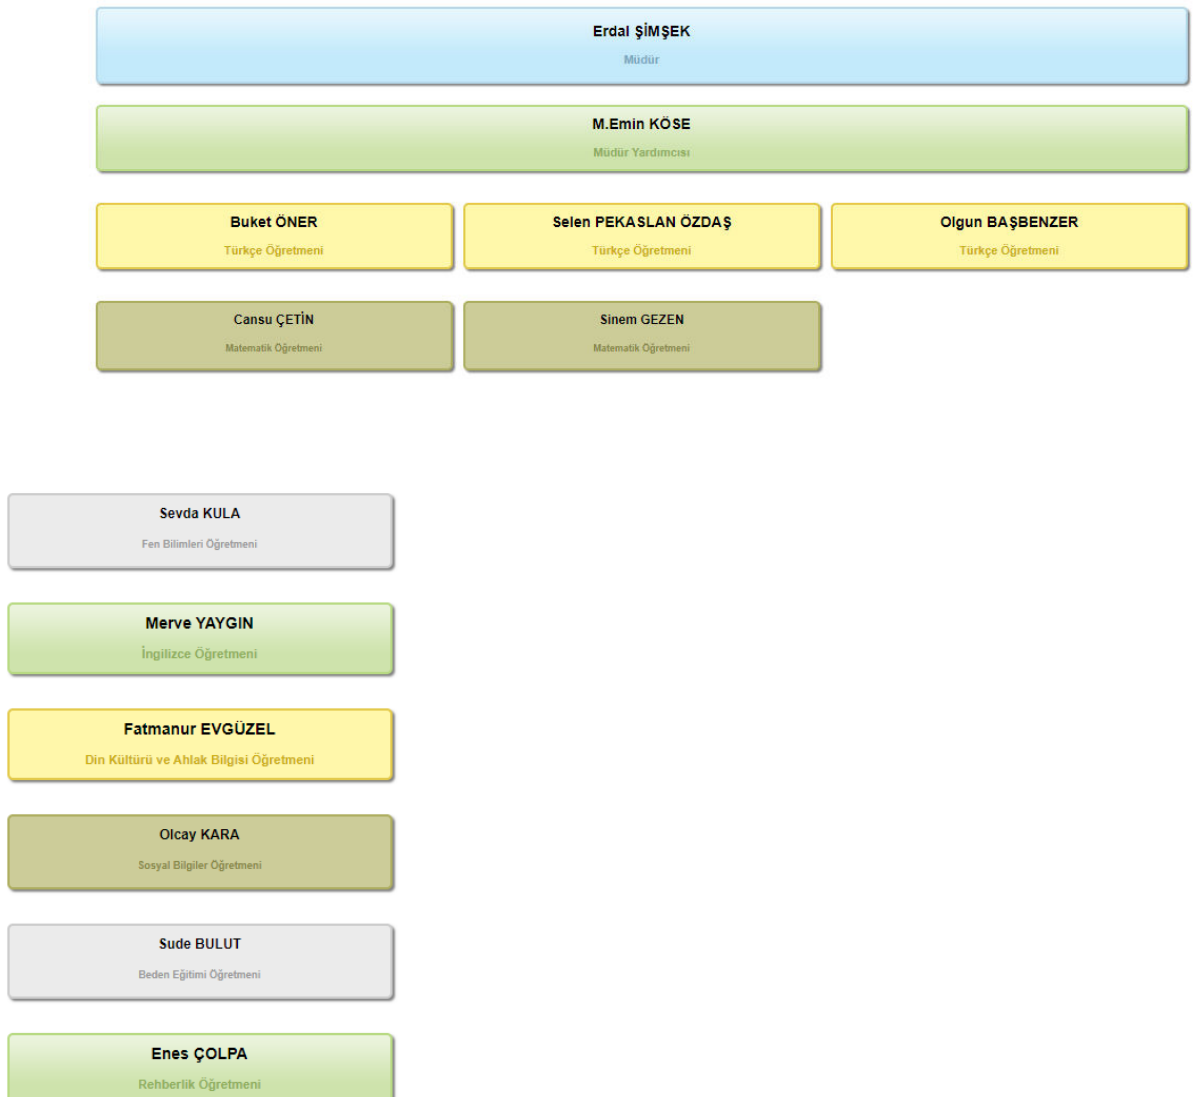 Erdal ŞİMŞEK
Müdür
M.Emin KÖSE
Müdür Yardımcısı
Buket ÖNER
Türkçe Öğretmeni
Selen PEKASLAN ÖZDAŞ
Türkçe Öğretmeni
Olgun BAŞBENZER
Türkçe Öğretmeni
Cansu ÇETİN
Matematik Öğretmeni
Sinem GEZEN
Matematik Öğretmeni
Sevda KULA
Fen Bilimleri Öğretmeni
Merve YAYGIN
İngilizce Öğretmeni
Fatmanur EVGÜZEL
Din Kültürü ve Ahlak Bilgisi Öğretmeni
Olcay KARA
Sosyal Bilgiler Öğretmeni
Sude BULUT
Beden Eğitimi Öğretmeni
Enes ÇOLPA
Rehberlik Öğretmeni